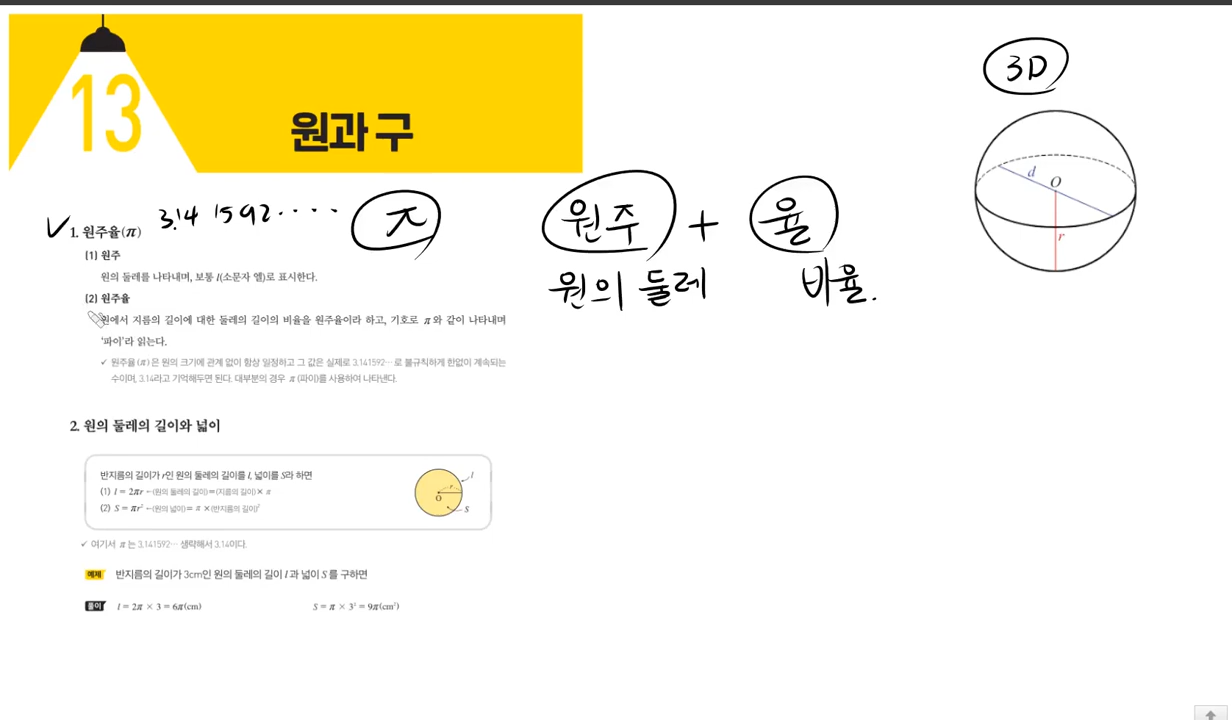 13
원과 구
3D
d
O
r
3.141592....
π
원주 + 율
원의 둘레 비율.
✓ 1. 원주율(π)
(1) 원주
원의 둘레를 나타내며, 보통 l(소문자 엘)로 표시한다.
(2) 원주율
원에서 지름의 길이에 대한 둘레의 길이의 비율을 원주율이라 하고, 기호로 π와 같이 나타내며
'파이'라 읽는다.
✓ 원주율(π)은 원의 크기에 관계 없이 항상 일정하고 그 값은 실제로 3.141592…로 불규칙하게 한없이 계속되는
수이며, 3.14라고 기억해두면 된다. 대부분의 경우 π(파이)를 사용하여 나타낸다.
2. 원의 둘레의 길이와 넓이
반지름의 길이가 r인 원의 둘레의 길이를 l, 넓이를 S라 하면
(1) l = 2πr ←(원의 둘레의 길이)=(지름의 길이)× π
(2) S = πr² ←(원의 넓이)= π ×(반지름의 길이)²
l
r
O
S
✓ 여기서 π는 3.141592… 생략해서 3.14이다.
예제 반지름의 길이가 3cm인 원의 둘레의 길이 l과 넓이 S를 구하면
풀이 l = 2π × 3 = 6π(cm) S = π × 3² = 9π(cm²)